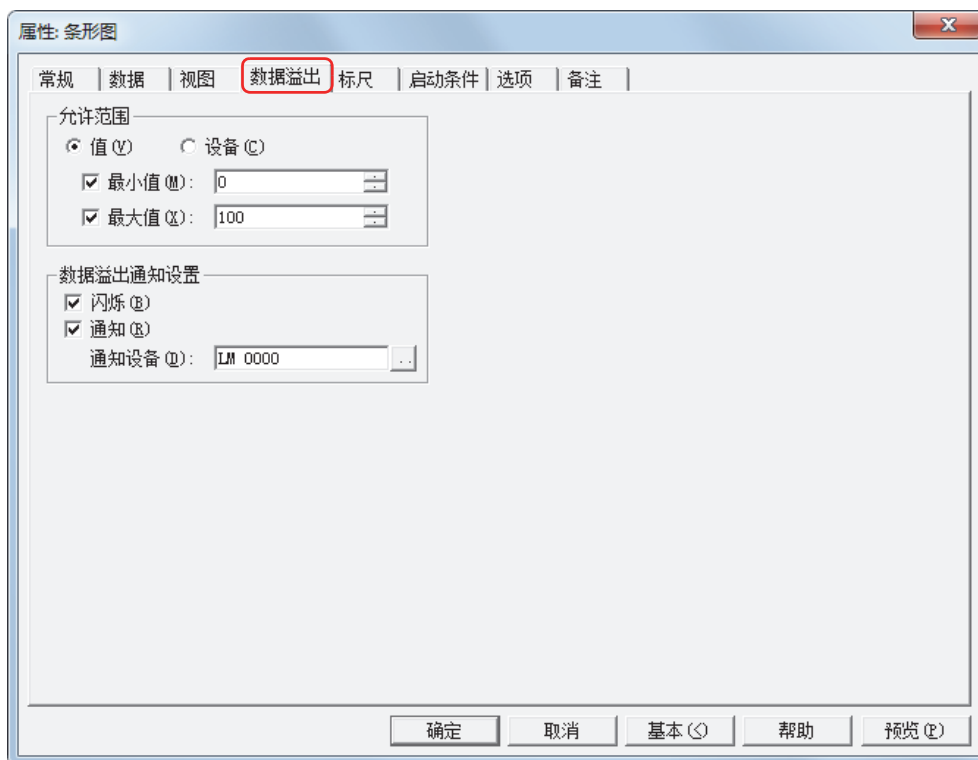 属性: 条形图
常规 数据 视图 数据溢出 标尺 启动条件 选项 备注
允许范围
值(V) 设备(C)
最小值(M): 0
最大值(X): 100
数据溢出通知设置
闪烁(B)
通知(R)
通知设备(D): LM 0000 ..
确定 取消 基本(<) 帮助 预览(P)